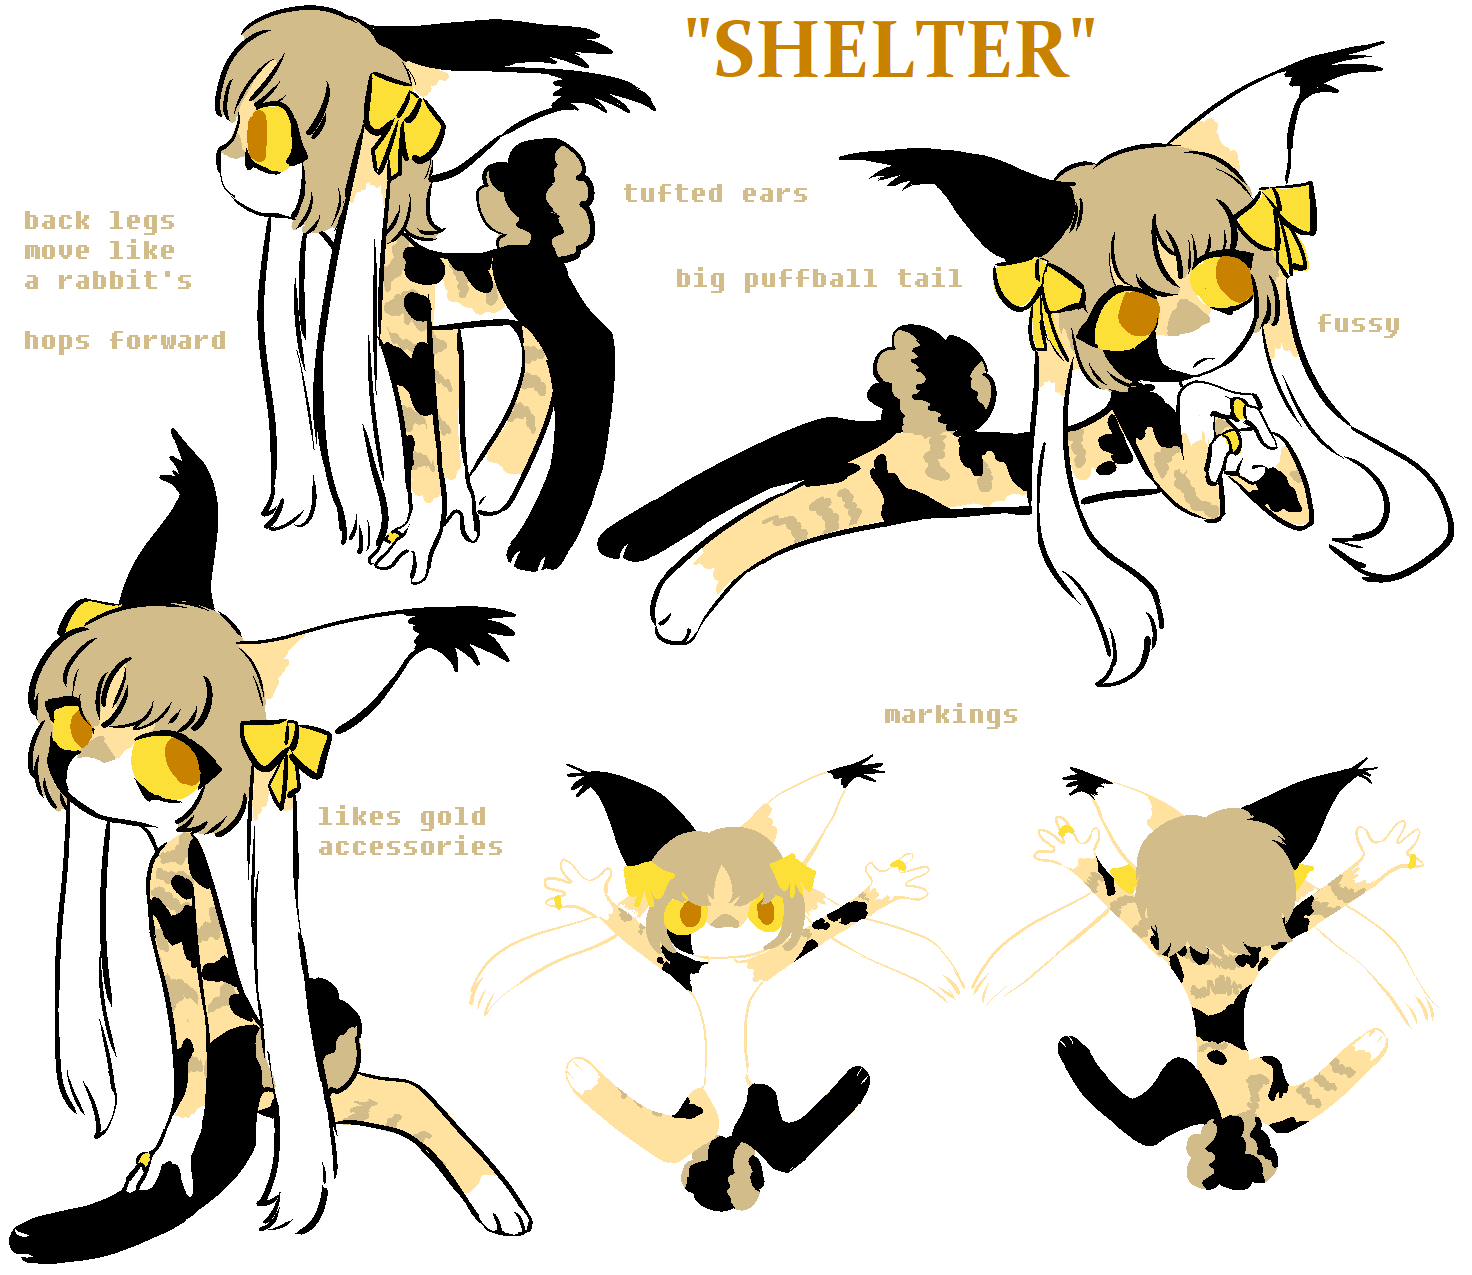 "SHELTER"
tufted ears
back legs
move like
a rabbit's
big puffball tail
fussy
hops forward
markings
likes gold
accessories